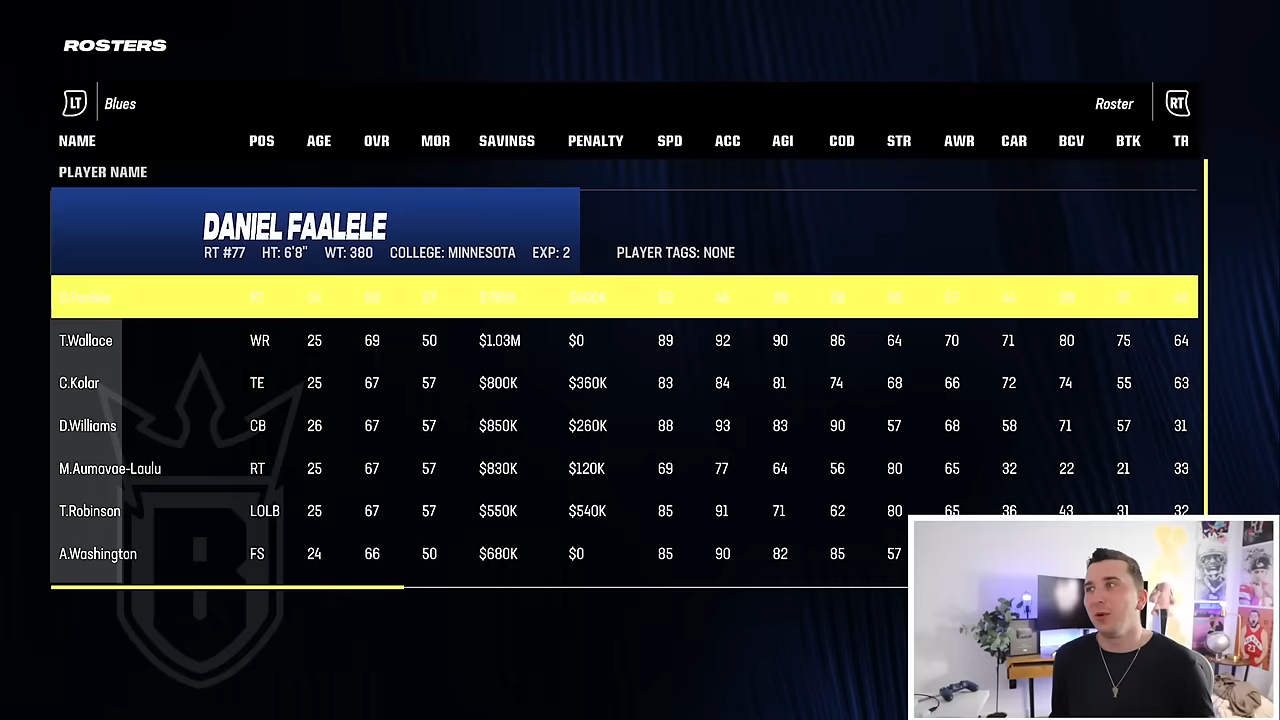 ROSTERS
LT Blues Roster RT
NAME POS AGE OVR MOR SAVINGS PENALTY SPD ACC AGI COD STR AWR CAR BCV BTK TR
PLAYER NAME
DANIEL FAALELE
RT #77 HT: 6'8" WT: 380 COLLEGE: MINNESOTA EXP: 2 PLAYER TAGS: NONE
T.Wallace WR 25 69 50 $1.03M $0 89 92 90 86 64 70 71 80 75 64
C.Kolar TE 25 67 57 $800K $360K 83 84 81 74 68 66 72 74 55 63
D.Williams CB 26 67 57 $850K $260K 88 93 83 90 57 68 58 71 57 31
M.Aumavae-Laulu RT 25 67 57 $830K $120K 69 77 64 56 80 65 32 22 21 33
T.Robinson LOLB 25 67 57 $550K $540K 85 91 71 62 80 65 36 43 31 32
A.Washington FS 24 66 50 $680K $0 85 90 82 85 57
B